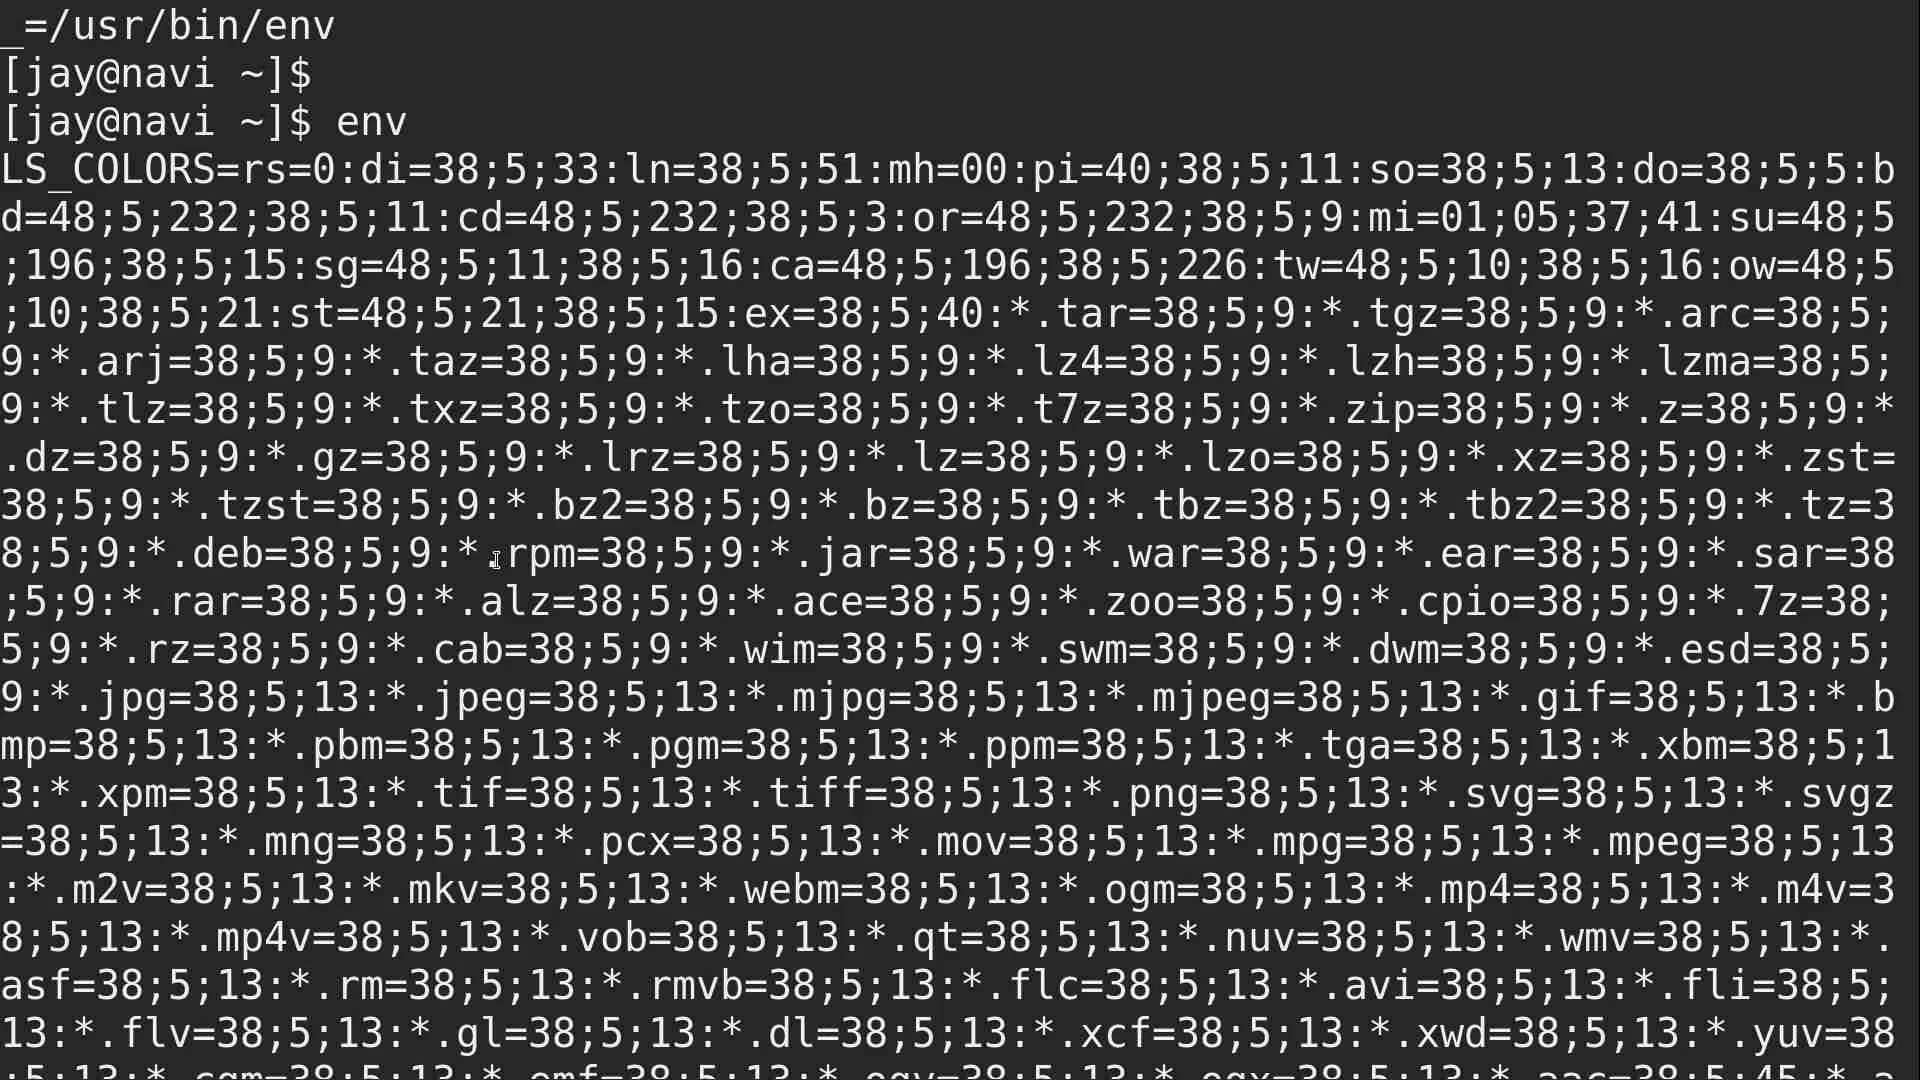 _=/usr/bin/env
[jay@navi ~]$
[jay@navi ~]$ env
LS_COLORS=rs=0:di=38;5;33:ln=38;5;51:mh=00:pi=40;38;5;11:so=38;5;13:do=38;5;5:b
d=48;5;232;38;5;11:cd=48;5;232;38;5;3:or=48;5;232;38;5;9:mi=01;05;37;41:su=48;5
;196;38;5;15:sg=48;5;11;38;5;16:ca=48;5;196;38;5;226:tw=48;5;10;38;5;16:ow=48;5
;10;38;5;21:st=48;5;21;38;5;15:ex=38;5;40:*.tar=38;5;9:*.tgz=38;5;9:*.arc=38;5;
9:*.arj=38;5;9:*.taz=38;5;9:*.lha=38;5;9:*.lz4=38;5;9:*.lzh=38;5;9:*.lzma=38;5;
9:*.tlz=38;5;9:*.txz=38;5;9:*.tzo=38;5;9:*.t7z=38;5;9:*.zip=38;5;9:*.z=38;5;9:*
.dz=38;5;9:*.gz=38;5;9:*.lrz=38;5;9:*.lz=38;5;9:*.lzo=38;5;9:*.xz=38;5;9:*.zst=
38;5;9:*.tzst=38;5;9:*.bz2=38;5;9:*.bz=38;5;9:*.tbz=38;5;9:*.tbz2=38;5;9:*.tz=3
8;5;9:*.deb=38;5;9:*.rpm=38;5;9:*.jar=38;5;9:*.war=38;5;9:*.ear=38;5;9:*.sar=38
;5;9:*.rar=38;5;9:*.alz=38;5;9:*.ace=38;5;9:*.zoo=38;5;9:*.cpio=38;5;9:*.7z=38;
5;9:*.rz=38;5;9:*.cab=38;5;9:*.wim=38;5;9:*.swm=38;5;9:*.dwm=38;5;9:*.esd=38;5;
9:*.jpg=38;5;13:*.jpeg=38;5;13:*.mjpg=38;5;13:*.mjpeg=38;5;13:*.gif=38;5;13:*.b
mp=38;5;13:*.pbm=38;5;13:*.pgm=38;5;13:*.ppm=38;5;13:*.tga=38;5;13:*.xbm=38;5;1
3:*.xpm=38;5;13:*.tif=38;5;13:*.tiff=38;5;13:*.png=38;5;13:*.svg=38;5;13:*.svgz
=38;5;13:*.mng=38;5;13:*.pcx=38;5;13:*.mov=38;5;13:*.mpg=38;5;13:*.mpeg=38;5;13
:*.m2v=38;5;13:*.mkv=38;5;13:*.webm=38;5;13:*.ogm=38;5;13:*.mp4=38;5;13:*.m4v=3
8;5;13:*.mp4v=38;5;13:*.vob=38;5;13:*.qt=38;5;13:*.nuv=38;5;13:*.wmv=38;5;13:*.
asf=38;5;13:*.rm=38;5;13:*.rmvb=38;5;13:*.flc=38;5;13:*.avi=38;5;13:*.fli=38;5;
13:*.flv=38;5;13:*.gl=38;5;13:*.dl=38;5;13:*.xcf=38;5;13:*.xwd=38;5;13:*.yuv=38
;5;13:*.cgm=38;5;13:*.emf=38;5;13:*.ogv=38;5;13:*.ogx=38;5;13:*.aac=38;5;45:*.a